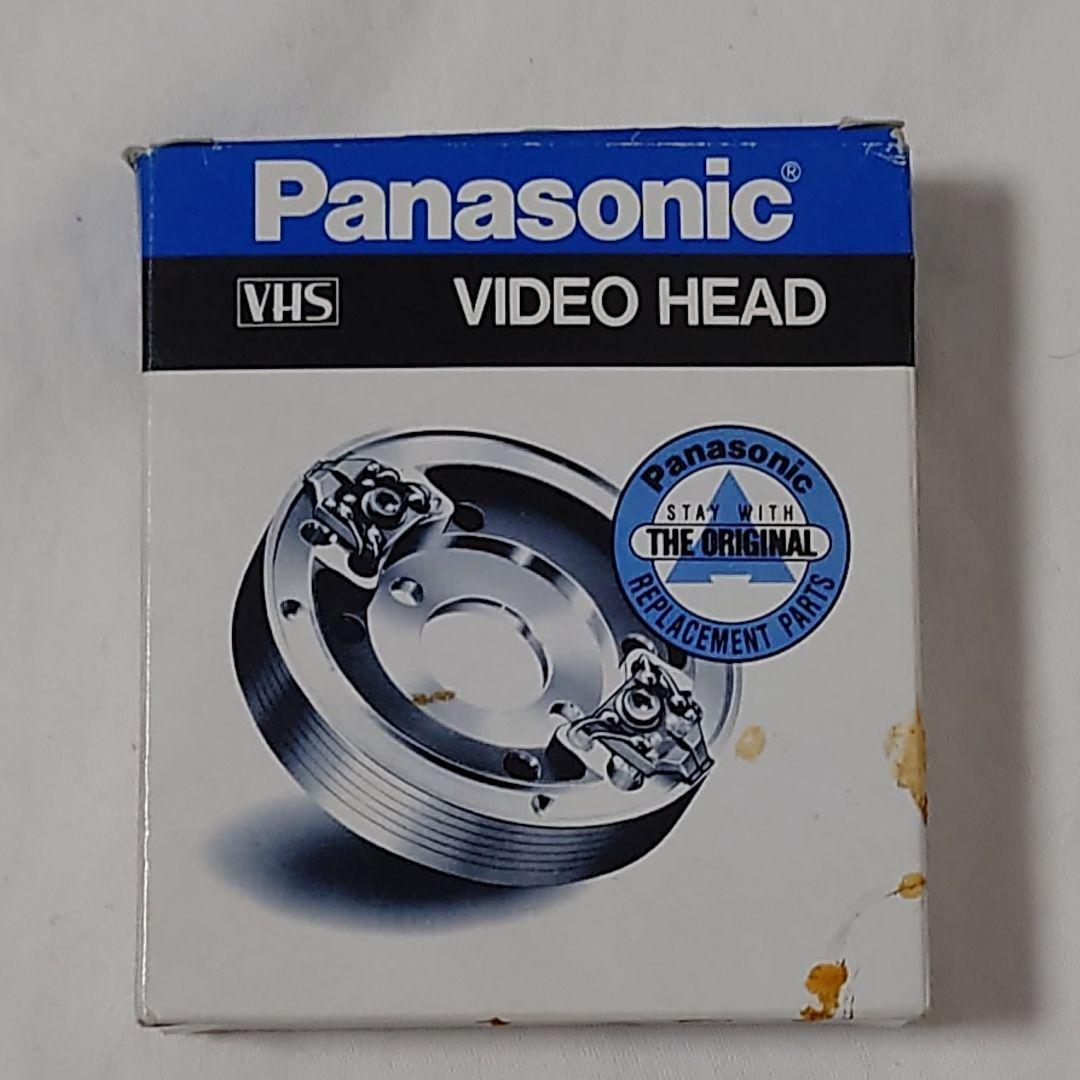 Panasonic®
VHS
VIDEO HEAD
Panasonic
STAY WITH
THE ORIGINAL
REPLACEMENT PARTS